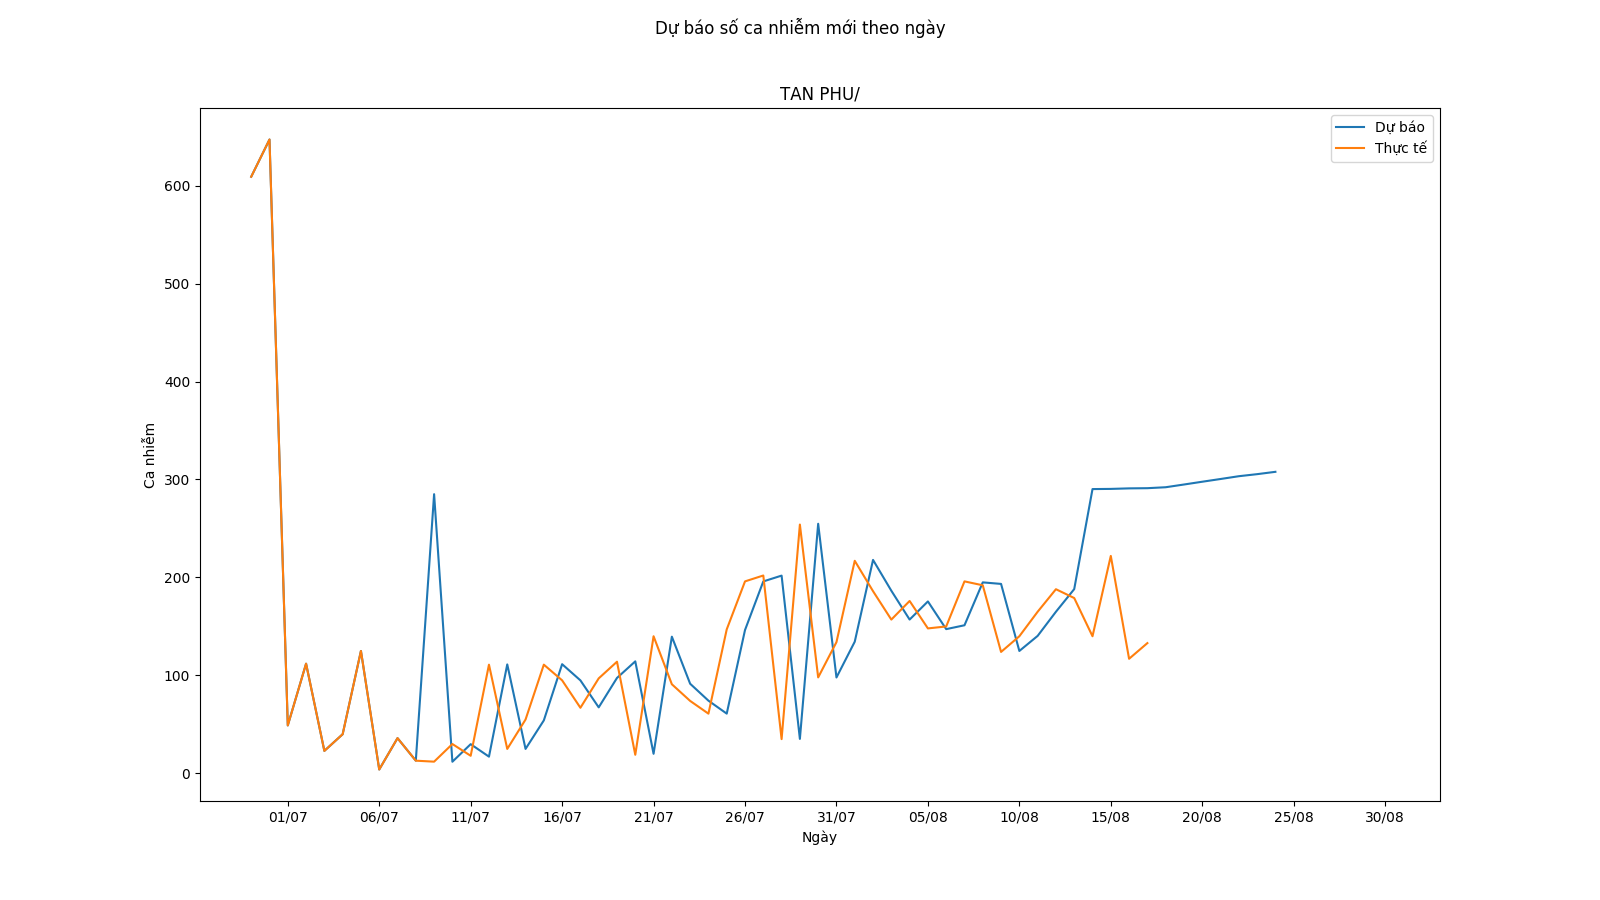 Dự báo số ca nhiễm mới theo ngày
TAN PHU/
Dự báo
Thực tế
600
500
400
300
200
100
0
Ca nhiễm
01/07 06/07 11/07 16/07 21/07 26/07 31/07 05/08 10/08 15/08 20/08 25/08 30/08
Ngày